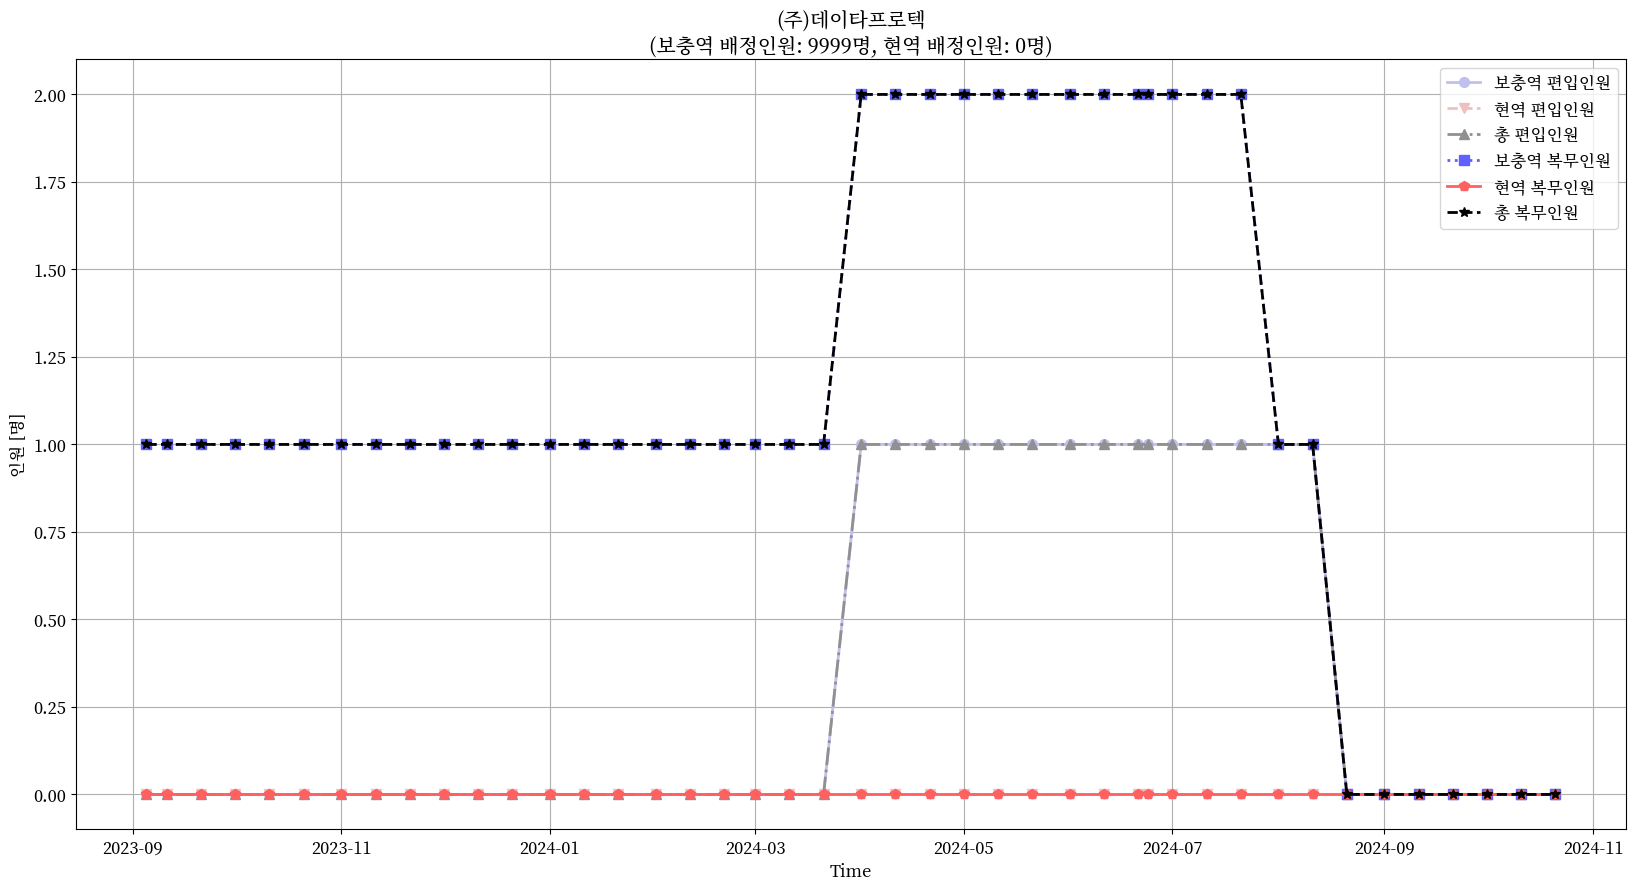 (주)데이타프로텍
(보충역 배정인원: 9999명, 현역 배정인원: 0명)
보충역 편입인원
현역 편입인원
총 편입인원
보충역 복무인원
현역 복무인원
총 복무인원
인원 [명]
2.00
1.75
1.50
1.25
1.00
0.75
0.50
0.25
0.00
2023-09
2023-11
2024-01
2024-03
2024-05
2024-07
2024-09
2024-11
Time